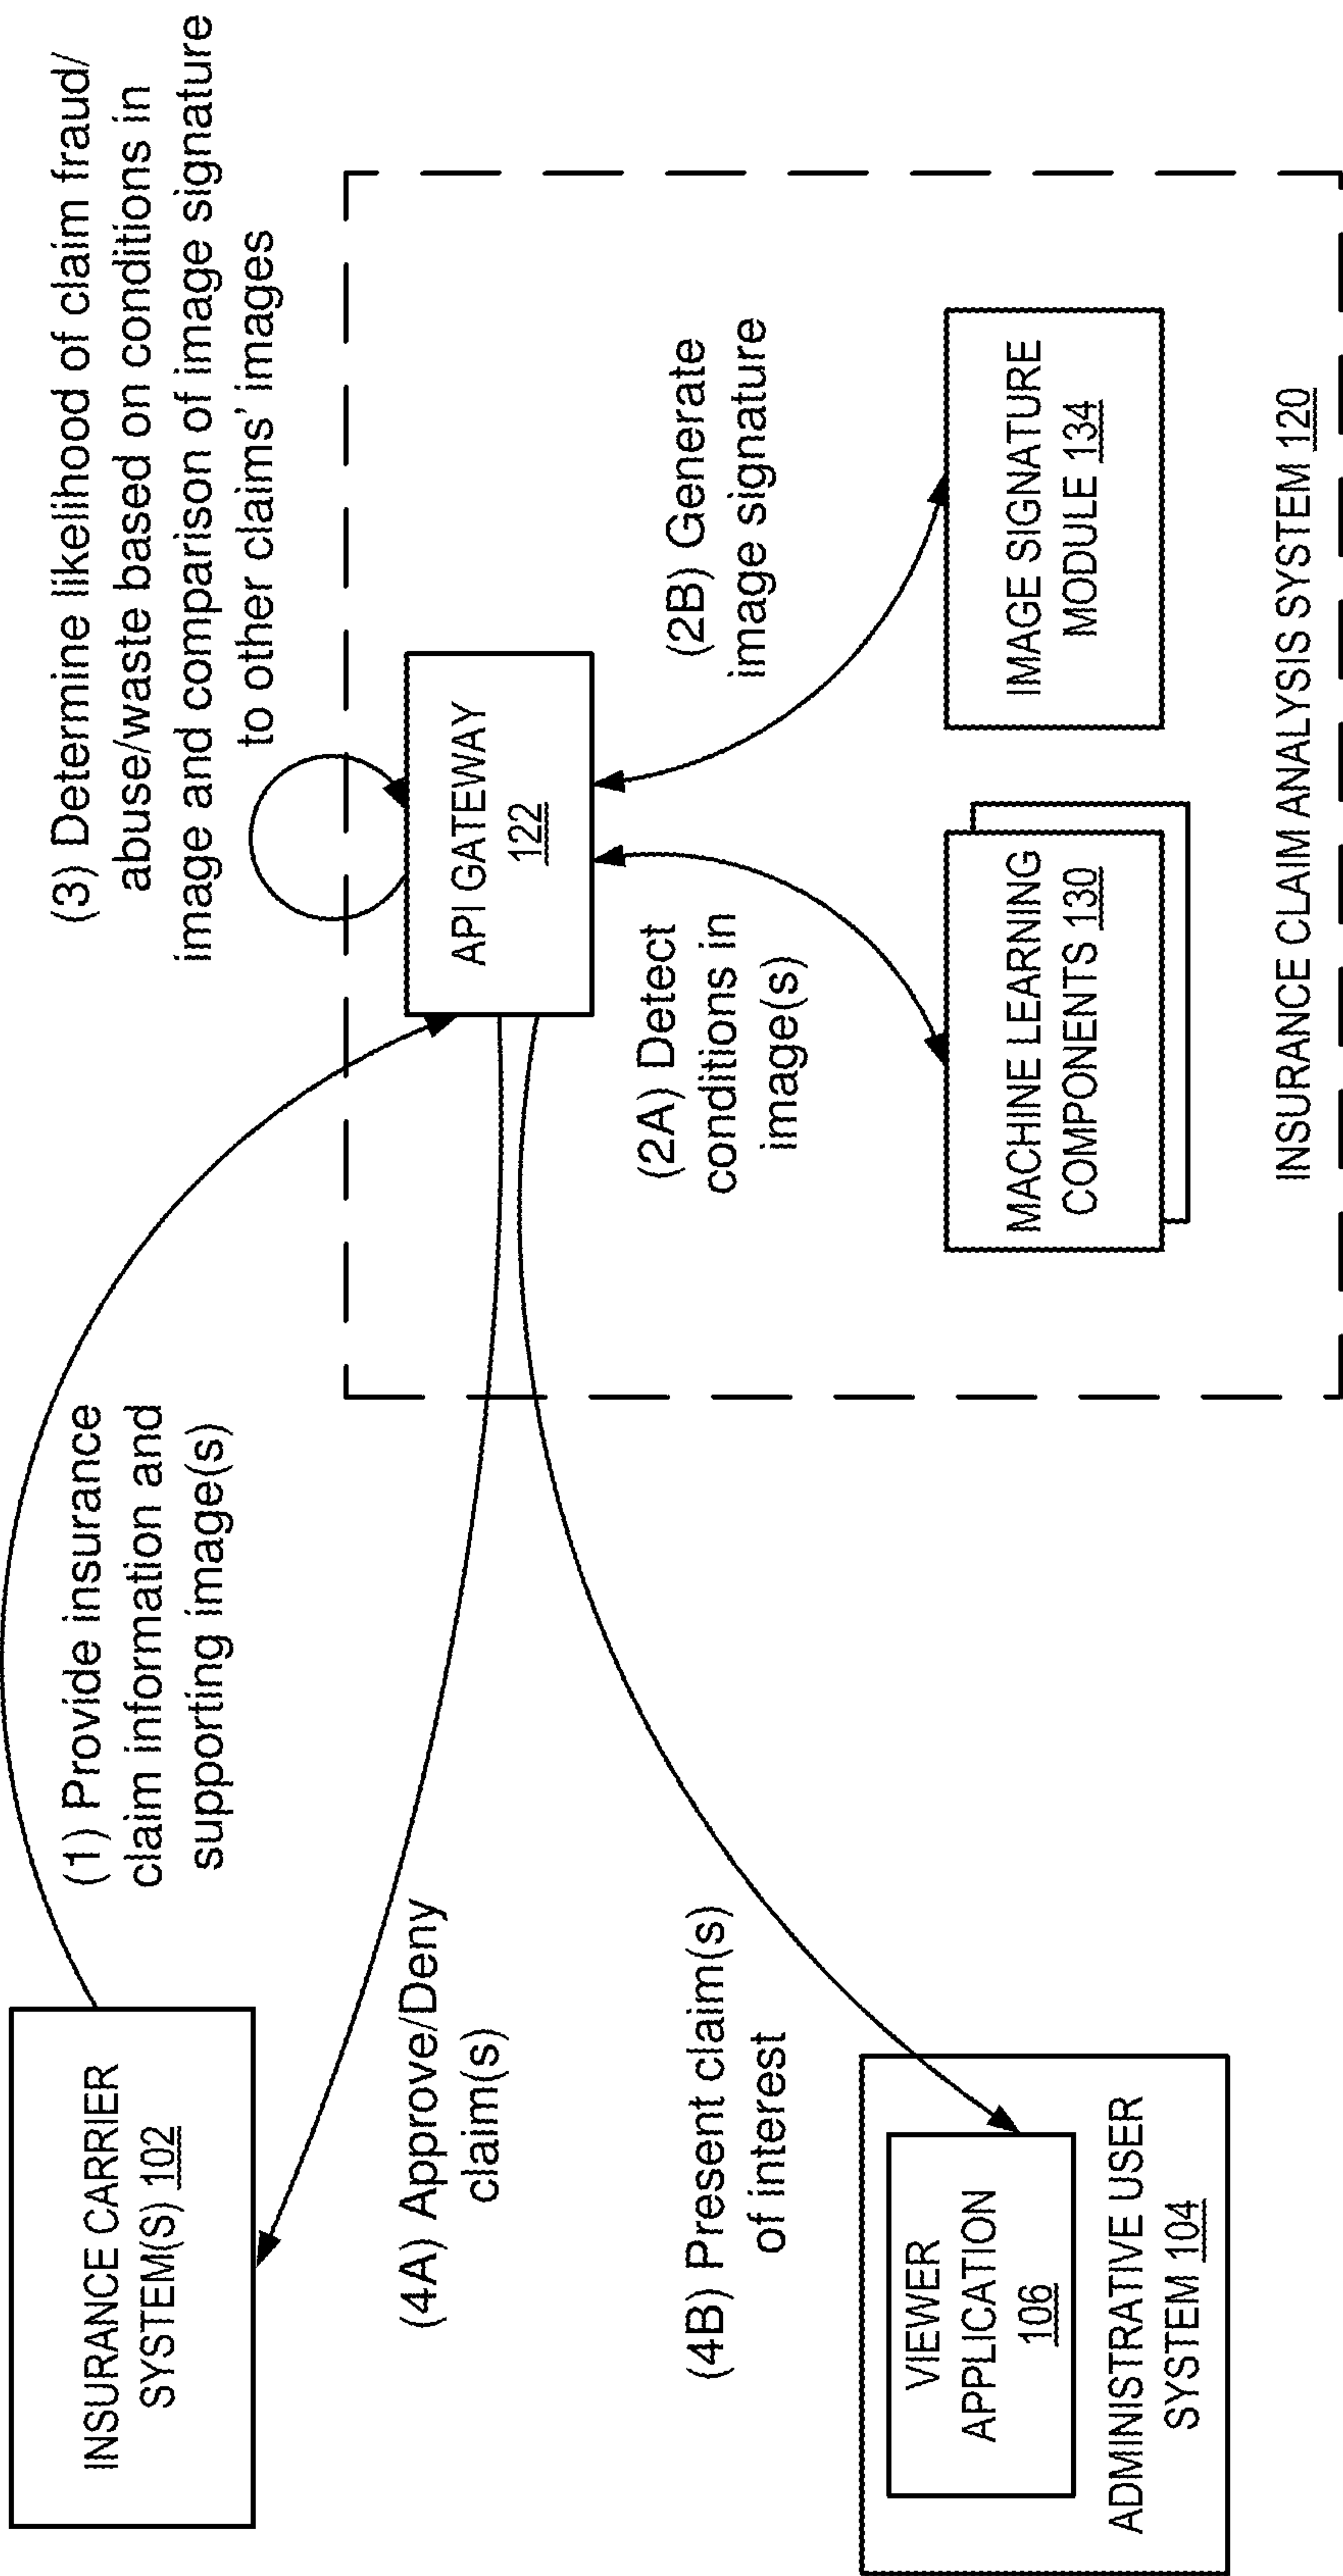 INSURANCE CARRIER
SYSTEM(S) 102
(1) Provide insurance
claim information and
supporting image(s)
(3) Determine likelihood of claim fraud/
abuse/waste based on conditions in
image and comparison of image signature
to other claims' images
API GATEWAY
122
(4A) Approve/Deny
claim(s)
(4B) Present claim(s)
of interest
(2A) Detect
conditions in
image(s)
(2B) Generate
image signature
VIEWER
APPLICATION
106
ADMINISTRATIVE USER
SYSTEM 104
MACHINE LEARNING
COMPONENTS 130
IMAGE SIGNATURE
MODULE 134
INSURANCE CLAIM ANALYSIS SYSTEM 120